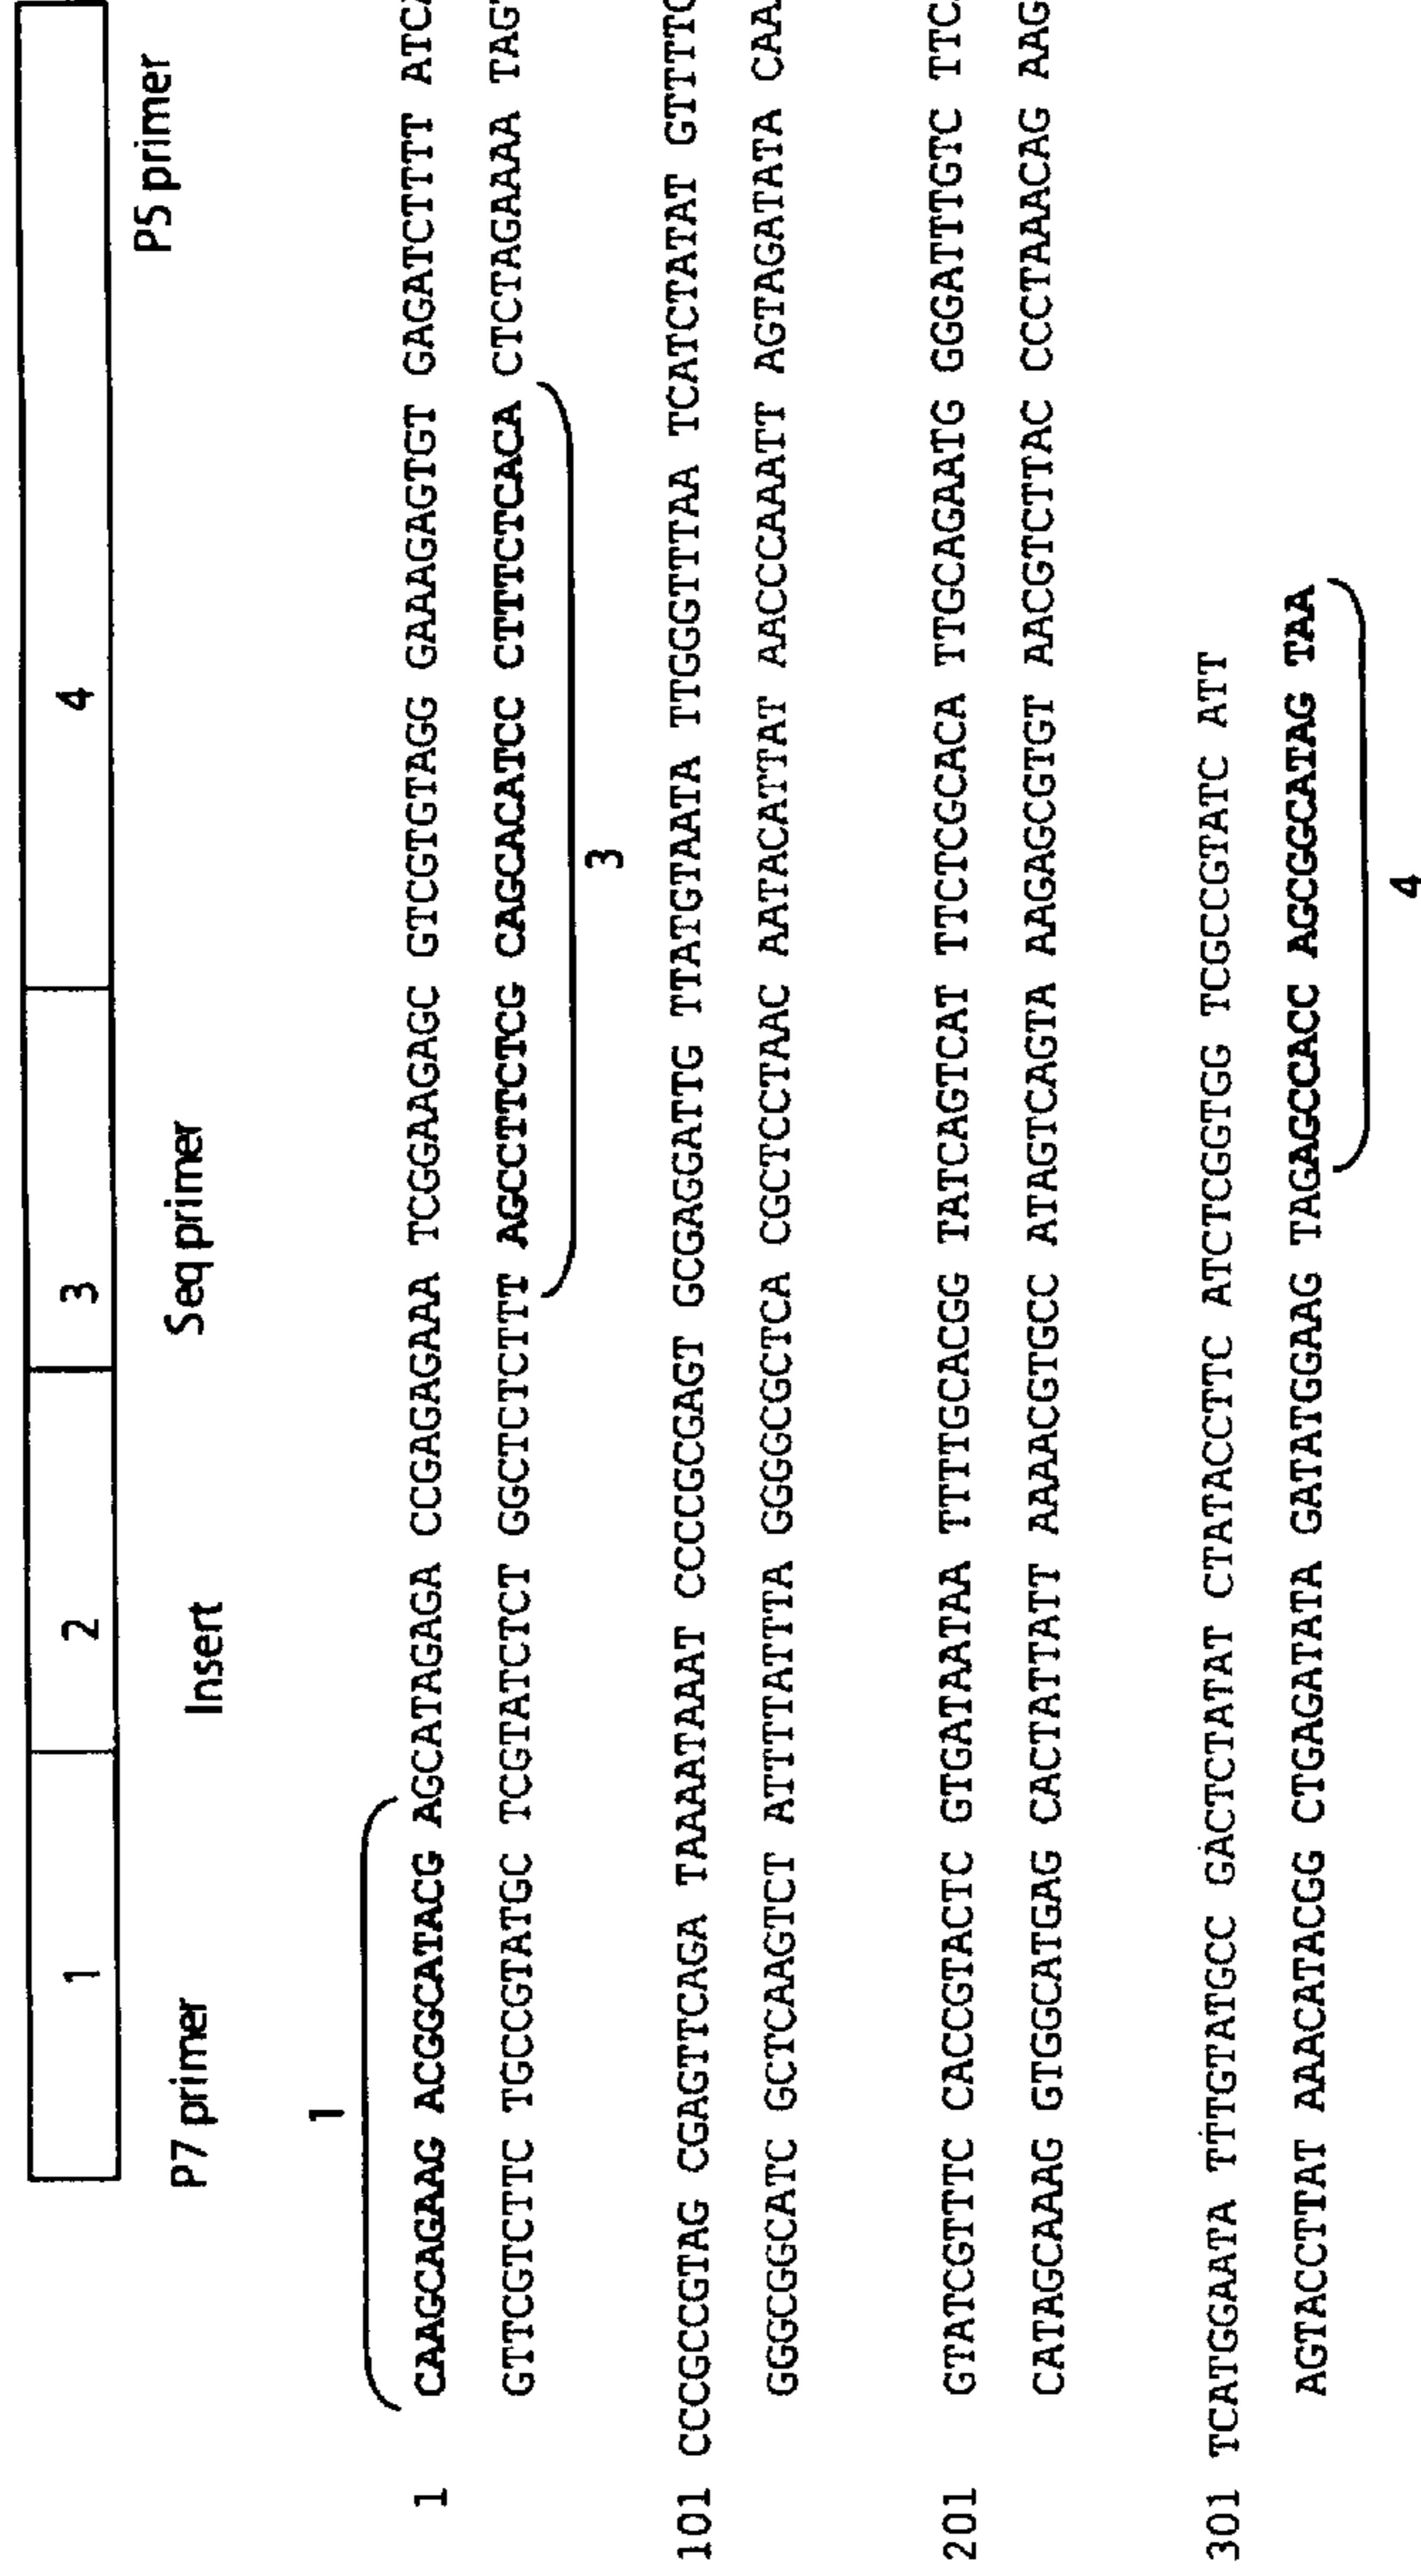 1 2 3 4
P7 primer Insert Seq primer P5 primer
1
1 CAAGCAGAAG ACGGCATACG AGCATAGAGA CCGAGAGAAA TCGGAAGAGC GTCGTGTAGG GAAAGAGTGT GAGATCTTTT ATC
GTTCGTCTTC TGCCGTATGC TCGTATCTCT GGCTCTCTTT AGCCTTCTCG CAGCACATCC CTTTCTCACA CTCTAGAAAA TAG
3
101 CCCGCCGTAG CGAGTTCAGA TAAAATAAAT CCCCGCGAGT GCGAGGATTG TTATGTAATA TTGGGTTTAA TCATCTATAT GTTTT
GGGCGGCATC GCTCAAGTCT ATTTTATTTA GGGGCGCTCA CGCTCCTAAC AATACATTAT AACCCAAATT AGTAGATATA CAA
201 GTATCGTTTC CACCGTACTC GTGATAATAA TTTTGCACGG TATCAGTCAT TTCTCGCACA TTGCAGAATG GGGATTTGTC TTC
CATAGCAAAG GTGGCATGAG CACTATTATT AAAACGTGCC ATAGTCAGTA AAGAGCGTGT AACGTCTTAC CCCTAAACAG AAG
301 TCATGGAATA TTTGTATGCC GACTCTATAT CTATACCTTC ATCTCGGTGG TCGCCGTATC ATT
AGTACCTTAT AAACATACGG CTGAGATATA GATATGGAAG TAGAGCCACC AGCGGCATAG TAA
4